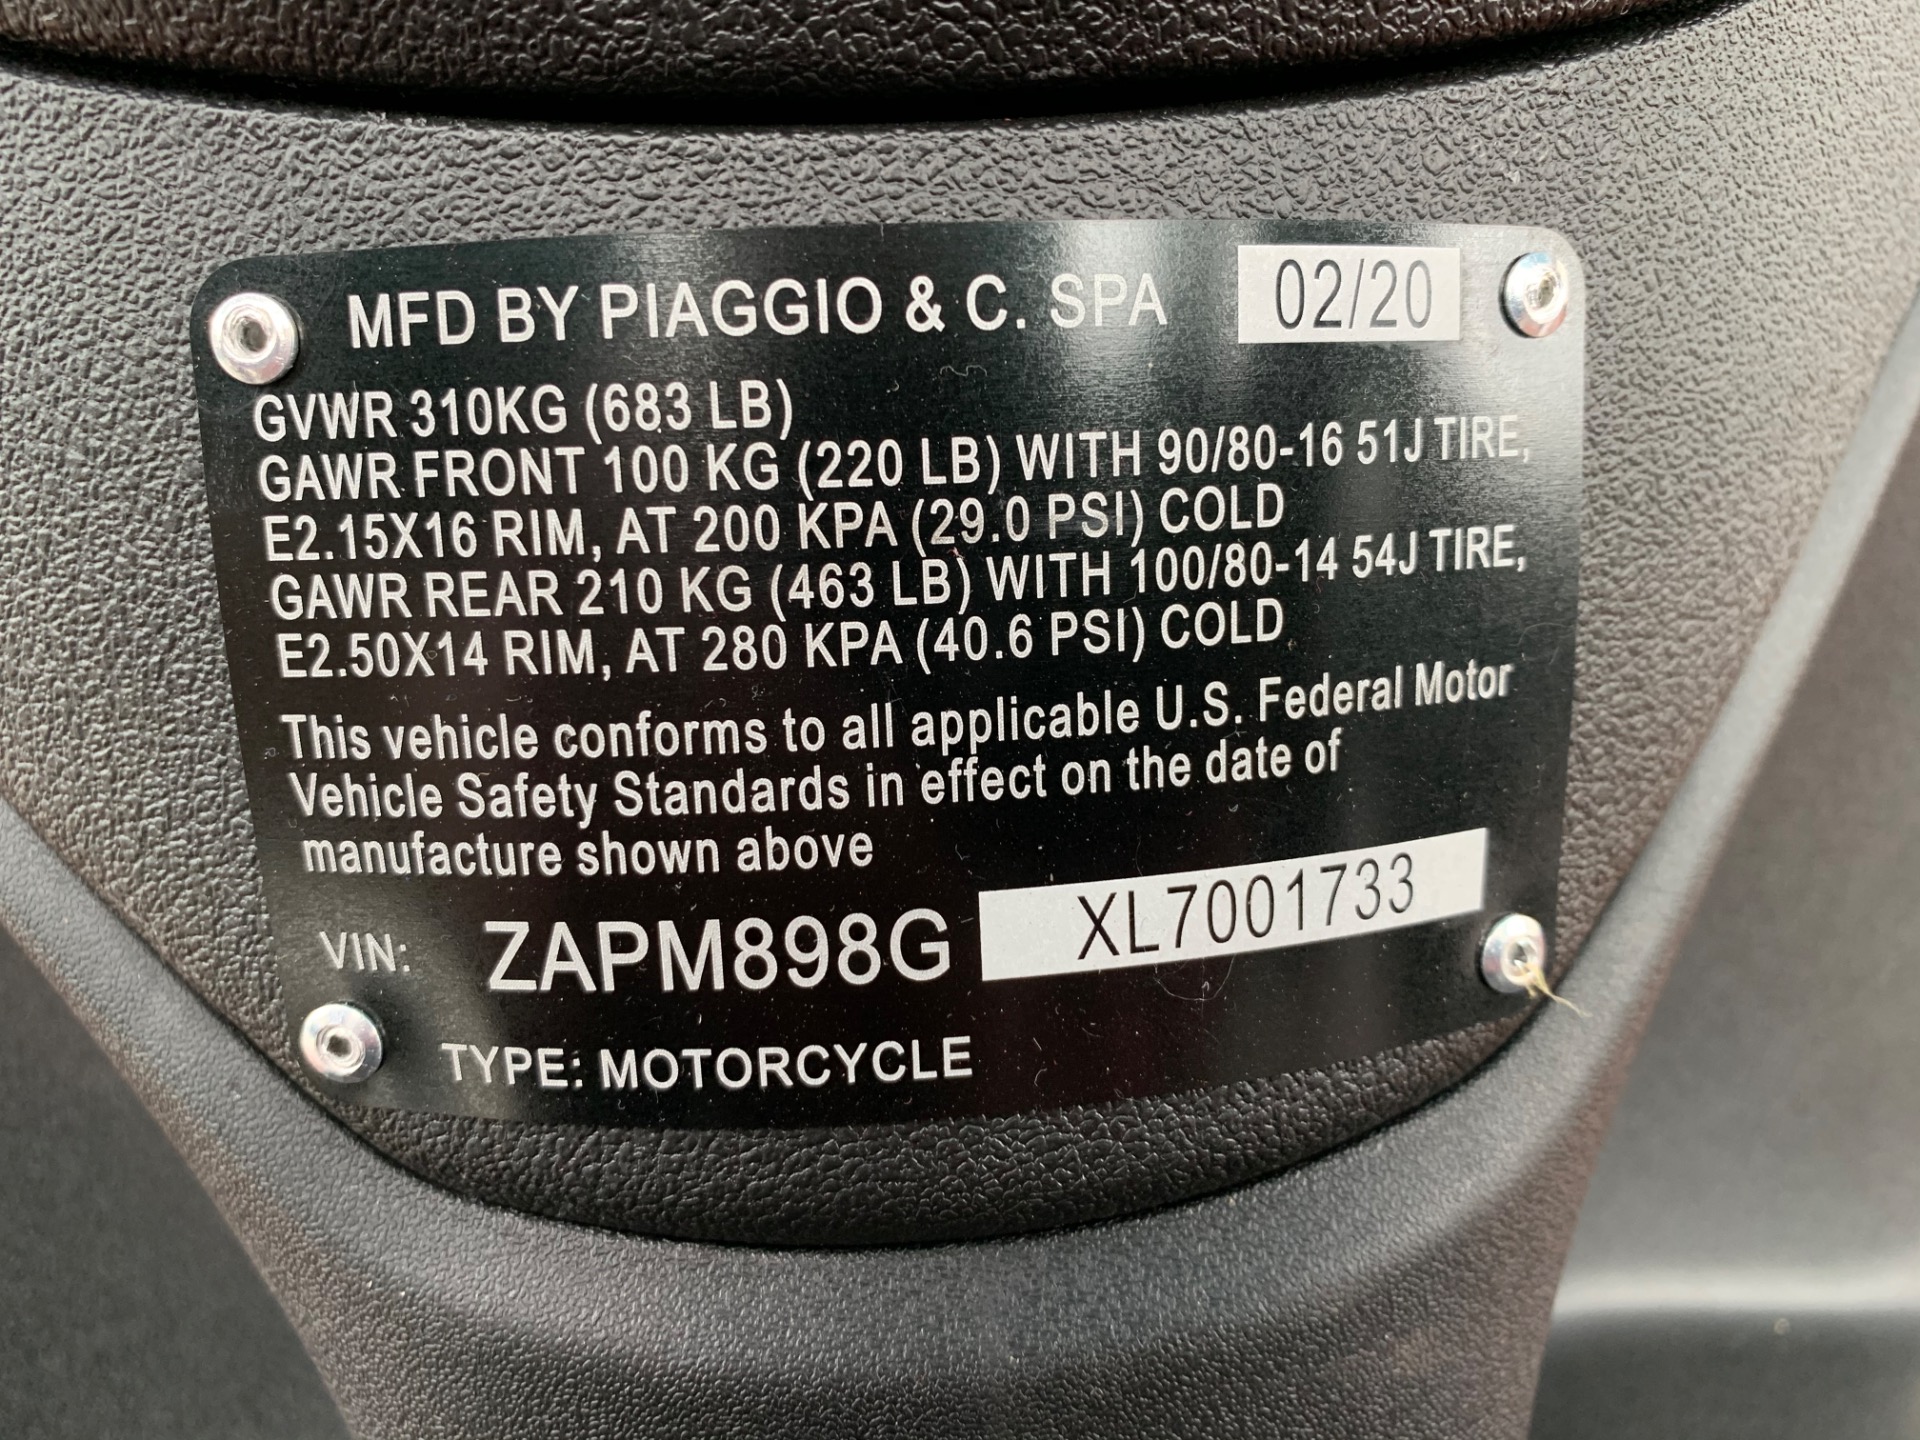 MFD BY PIAGGIO & C. SPA 02/20
GVWR 310KG (683 LB)
GAWR FRONT 100 KG (220 LB) WITH 90/80-16 51J TIRE,
E2.15X16 RIM, AT 200 KPA (29.0 PSI) COLD
GAWR REAR 210 KG (463 LB) WITH 100/80-14 54J TIRE,
E2.50X14 RIM, AT 280 KPA (40.6 PSI) COLD
This vehicle conforms to all applicable U.S. Federal Motor
Vehicle Safety Standards in effect on the date of
manufacture shown above
VIN: ZAPM898G XL7001733
TYPE: MOTORCYCLE